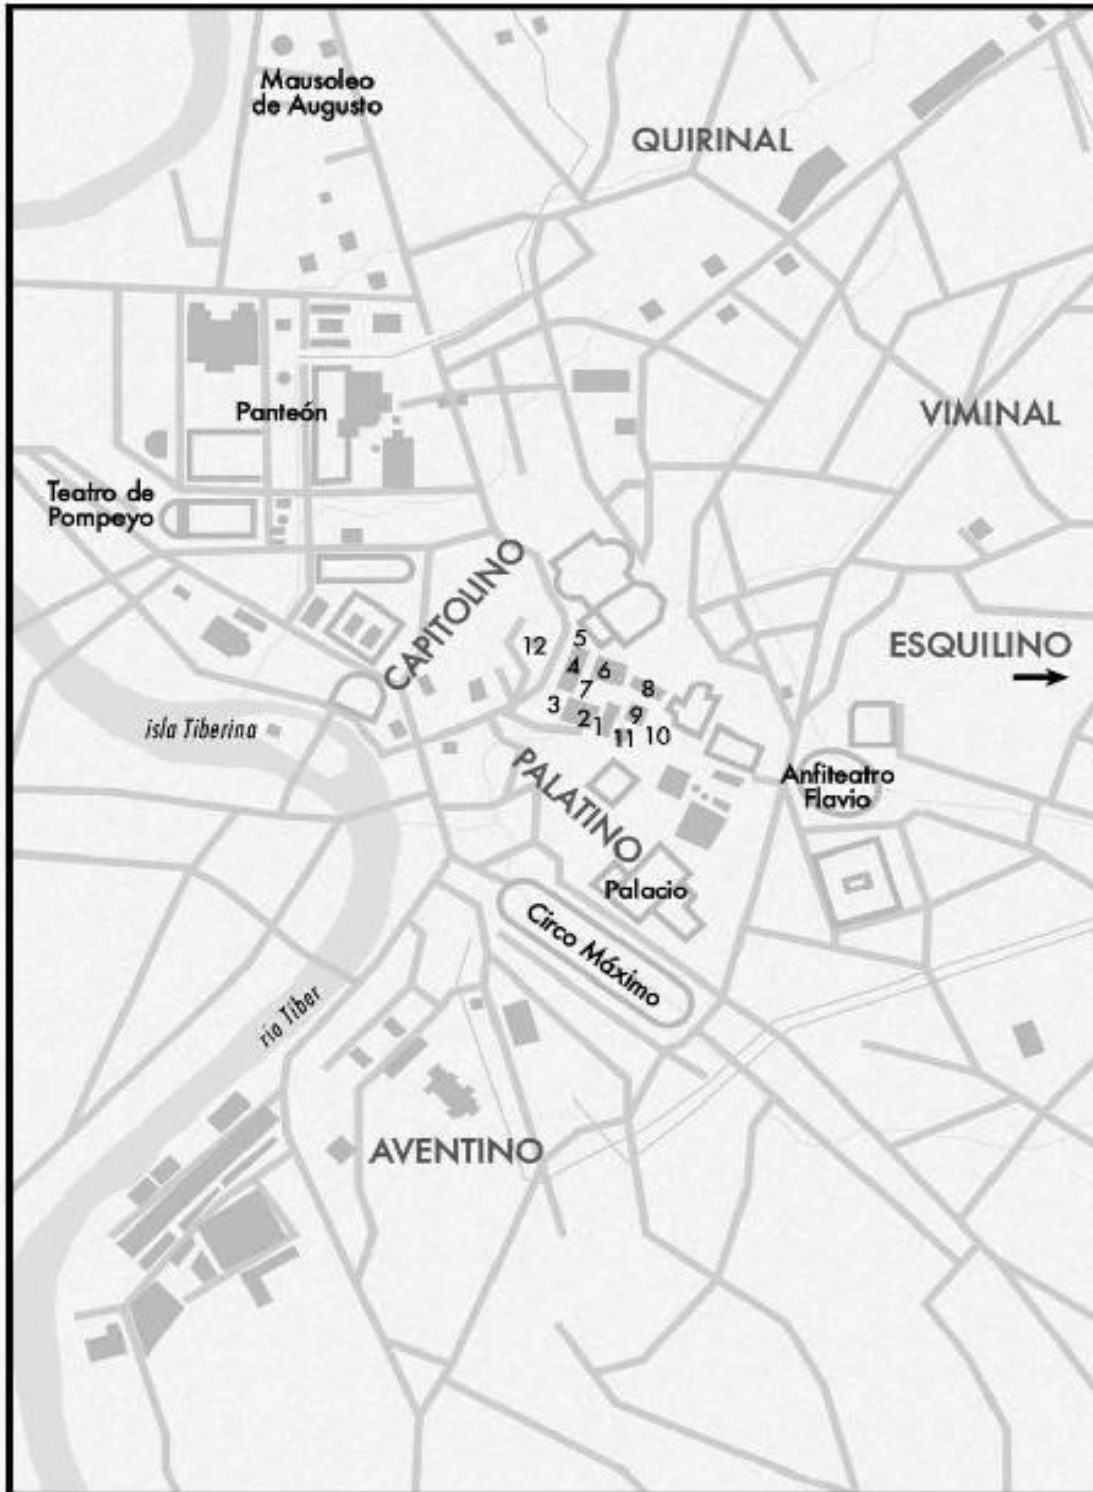 Mausoleo
de Augusto
QUIRINAL
Panteón
VIMINAL
Teatro de
Pompeyo
CAPITOLINO
ESQUILINO
12
5
4
6
7
8
3
2
1
9
11
10
isla Tiberina
PALATINO
Anfiteatro
Flavio
Palacio
Circo Máximo
río Tíber
AVENTINO